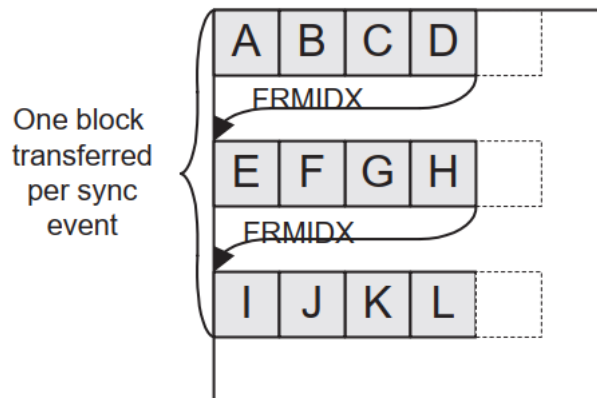 A B C D
FRMIDX
One block
transferred
per sync
event
E F G H
FRMIDX
I J K L